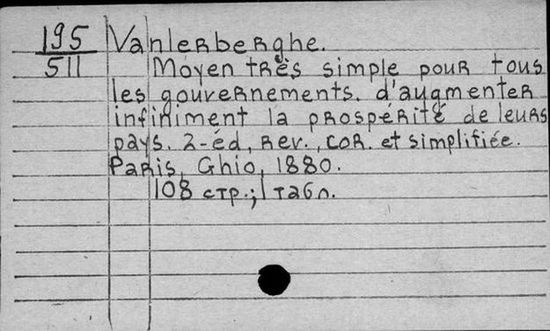 195
511
Vanlerberghe.
Moyen très simple pour tous
les gouvernements. d'augmenter
infiniment la prospérité de leurs
pays. 2-éd, rev., cor. et simplifiée.
Paris, Ghio, 1880.
108 стр.; 1 табл.